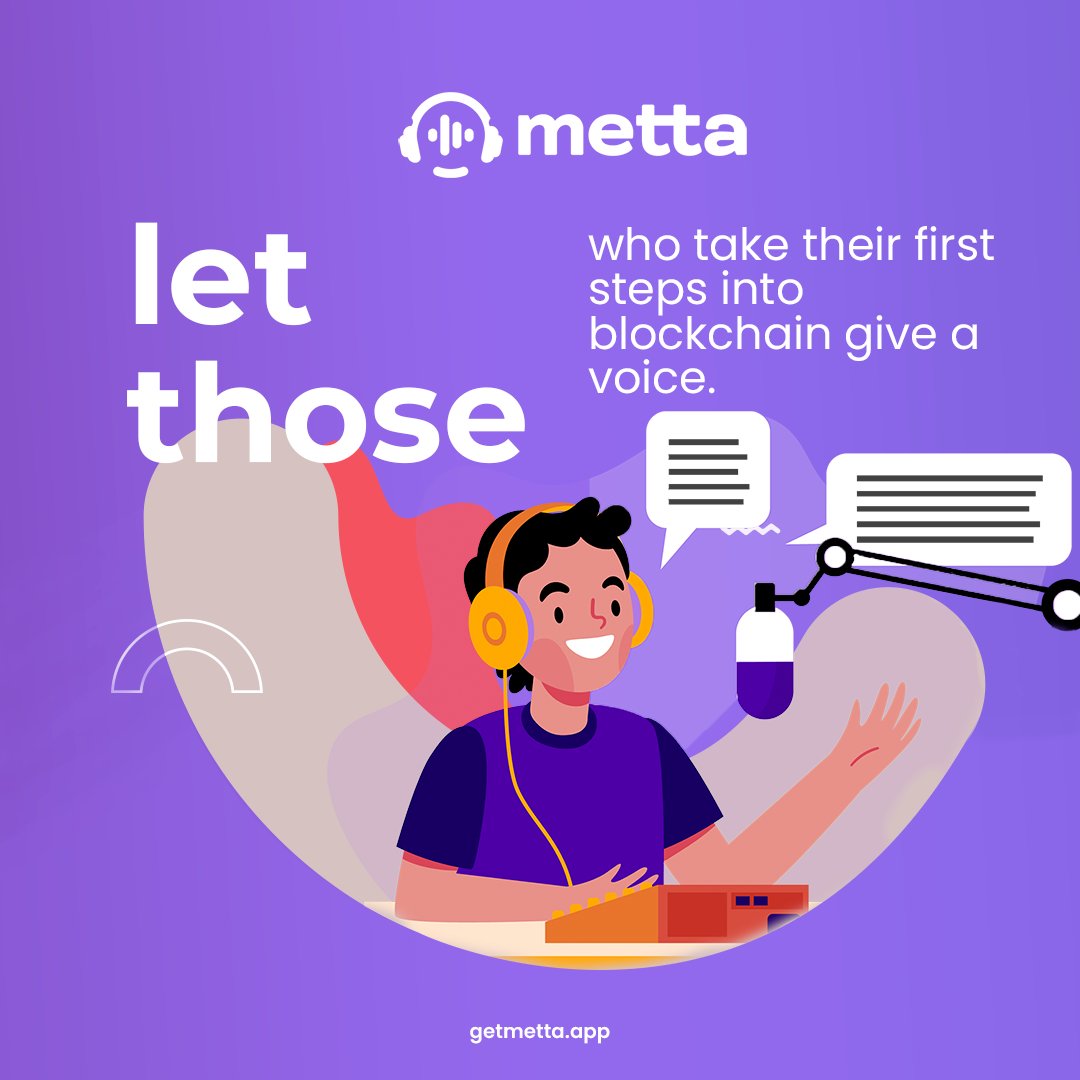 metta
let
those
who take their first
steps into
blockchain give a
voice.
getmetta.app